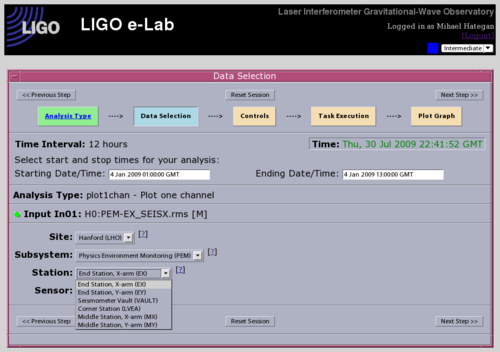 Laser Interferometer Gravitational-Wave Observatory
LIGO
LIGO e-Lab
Logged in as Mihael Hategan
[Logout]
Intermediate
Data Selection
<< Previous Step
Reset Session
Next Step >>
Analysis Type
---->
Data Selection
---->
Controls
---->
Task Execution
---->
Plot Graph
Time Interval: 12 hours
Time: Thu, 30 Jul 2009 22:41:52 GMT
Select start and stop times for your analysis:
Starting Date/Time: 4 Jan 2009 01:00:00 GMT
Ending Date/Time: 4 Jan 2009 13:00:00 GMT
Analysis Type: plot1chan - Plot one channel
Input In01: H0:PEM-EX_SEISX.rms [M]
Site: Hanford (LHO) [?]
Subsystem: Physics Environment Monitoring (PEM) [?]
Station: End Station, X-arm (EX) [?]
End Station, X-arm (EX)
End Station, Y-arm (EY)
Seismometer Vault (VAULT)
Sensor:
Corner Station (LVEA)
Middle Station, X-arm (MX)
Middle Station, Y-arm (MY)
<< Previous Step
Reset Session
Next Step >>